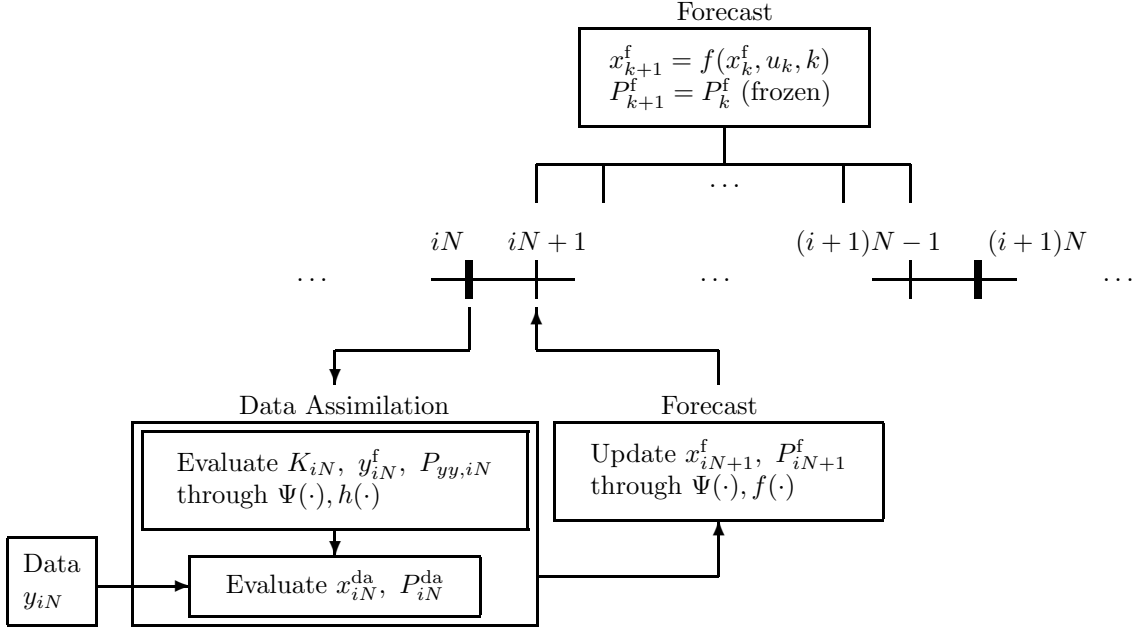 Forecast
x^f_{k+1} = f(x^f_k, u_k, k)
P^f_{k+1} = P^f_k (frozen)
...
iN iN + 1 (i + 1)N − 1 (i + 1)N
... ... ...
Data Assimilation Forecast
Evaluate K_{iN}, y^f_{iN}, P_{yy,iN}
through Ψ(·), h(·)
Update x^f_{iN+1}, P^f_{iN+1}
through Ψ(·), f(·)
Data
y_{iN}
Evaluate x^{da}_{iN}, P^{da}_{iN}